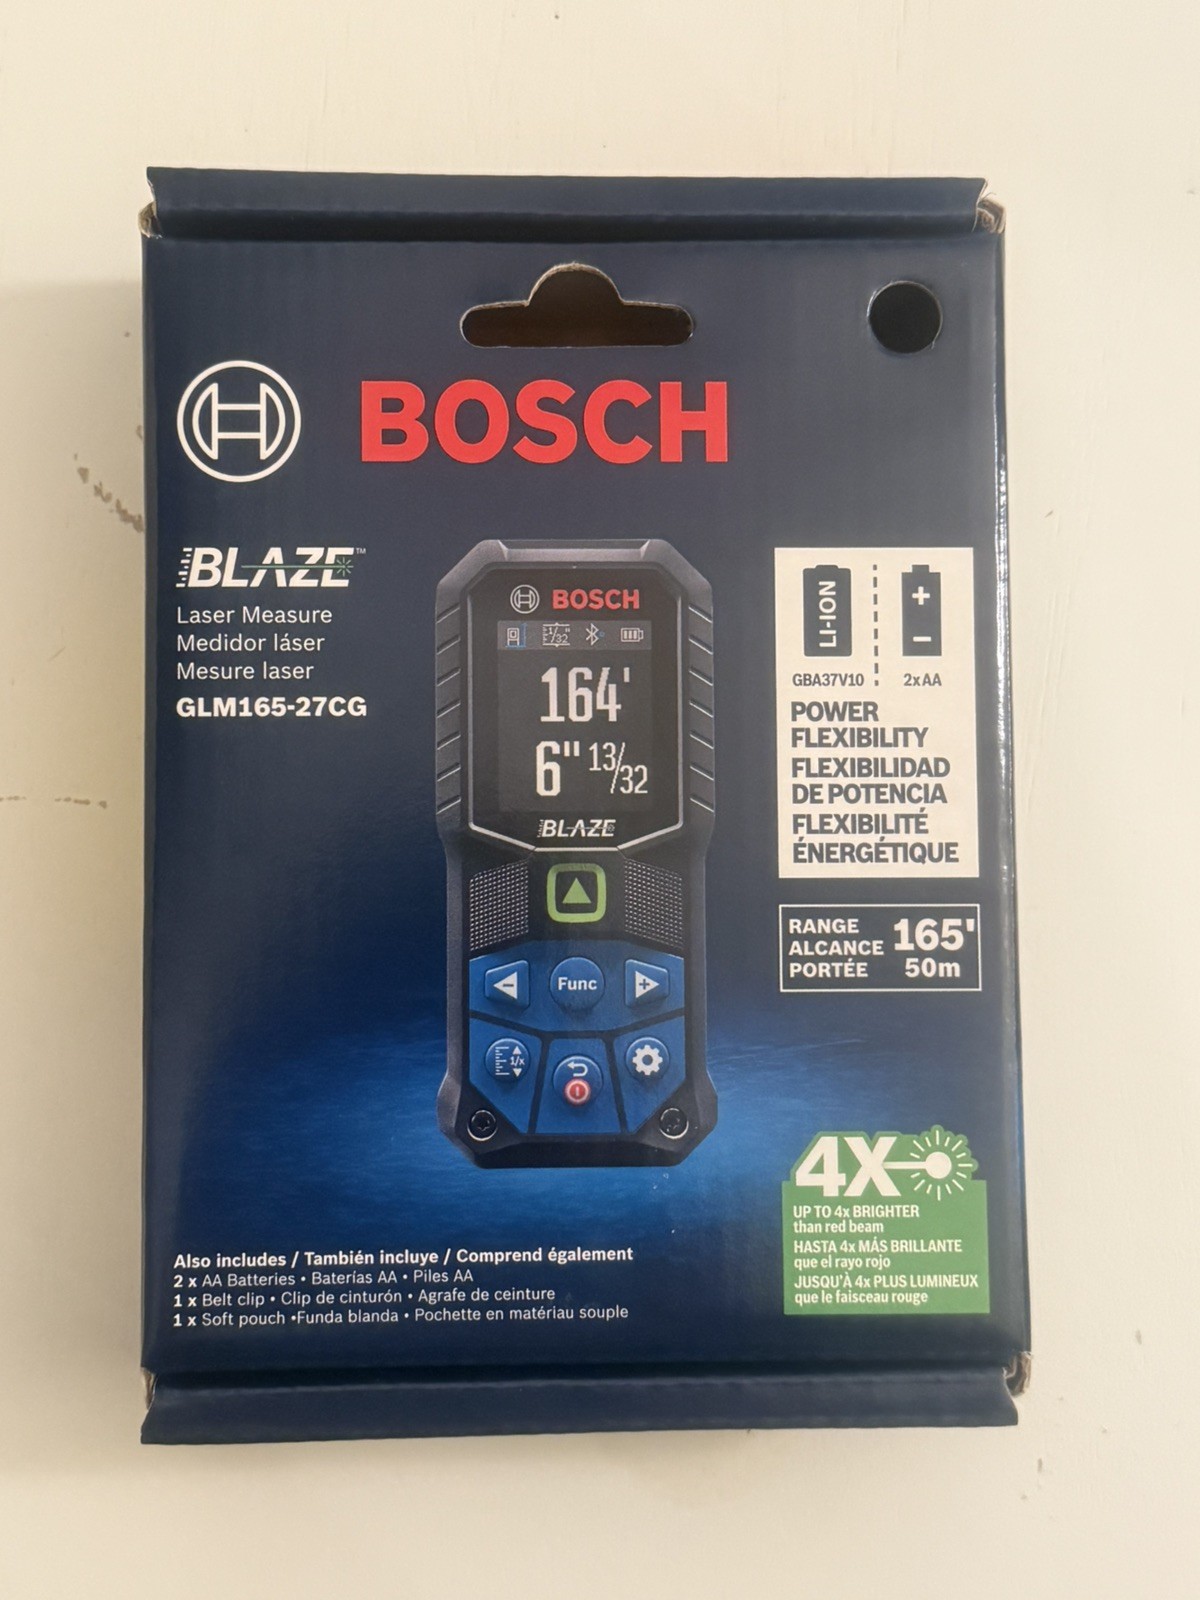 BOSCH
BLAZE™
Laser Measure
Medidor láser
Mesure laser
GLM165-27CG
BOSCH
1/32"
164'
6" 13/32
BLAZE
Func
1/x
LI-ION
+
−
GBA37V10
2xAA
POWER
FLEXIBILITY
FLEXIBILIDAD
DE POTENCIA
FLEXIBILITÉ
ÉNERGÉTIQUE
RANGE
ALCANCE
PORTÉE
165'
50m
4X
UP TO 4x BRIGHTER
than red beam
HASTA 4x MÁS BRILLANTE
que el rayo rojo
JUSQU'À 4x PLUS LUMINEUX
que le faisceau rouge
Also includes / También incluye / Comprend également
2 x AA Batteries • Baterías AA • Piles AA
1 x Belt clip • Clip de cinturón • Agrafe de ceinture
1 x Soft pouch •Funda blanda • Pochette en matériau souple